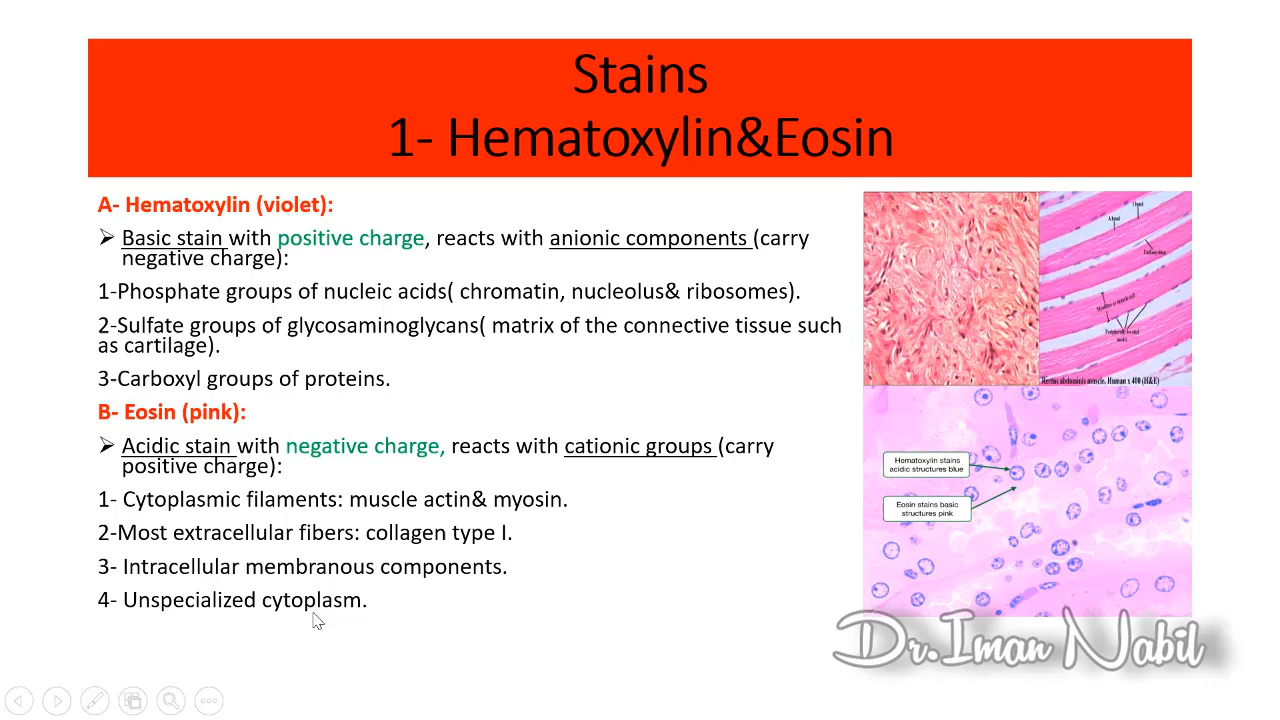 Stains
1- Hematoxylin&Eosin
A- Hematoxylin (violet):
➢ Basic stain with positive charge, reacts with anionic components (carry
negative charge):
1-Phosphate groups of nucleic acids( chromatin, nucleolus& ribosomes).
2-Sulfate groups of glycosaminoglycans( matrix of the connective tissue such
as cartilage).
3-Carboxyl groups of proteins.
B- Eosin (pink):
➢ Acidic stain with negative charge, reacts with cationic groups (carry
positive charge):
1- Cytoplasmic filaments: muscle actin& myosin.
2-Most extracellular fibers: collagen type I.
3- Intracellular membranous components.
4- Unspecialized cytoplasm.
I band
A band
Peripherally located
nuclei
Rectus abdominis muscle, Human x 400 (H&E)
Hematoxylin stains
acidic structures blue
Eosin stains basic
structures pink
Dr.Iman Nabil